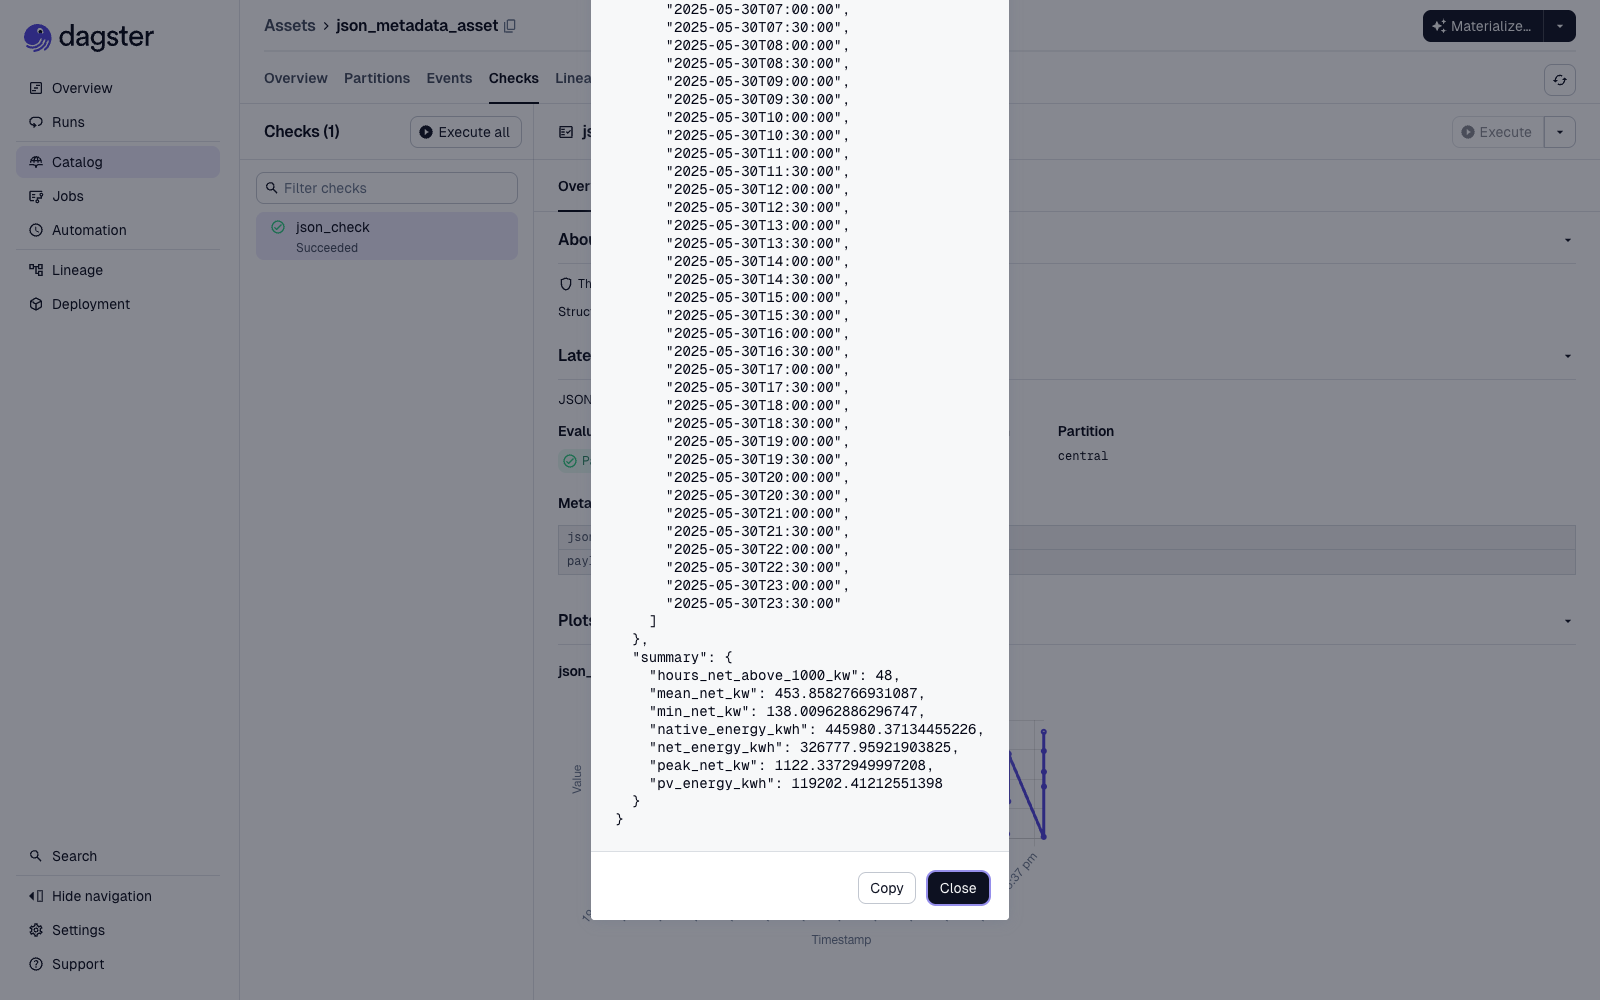 dagster
Overview
Runs
Catalog
Jobs
Automation
Lineage
Deployment
Search
Hide navigation
Settings
Support
Assets > json_metadata_asset
Materialize...
Overview Partitions Events Checks
Checks (1)
Execute all
Filter checks
json_check
Succeeded
Execute
"2025-05-30T07:00:00",
"2025-05-30T07:30:00",
"2025-05-30T08:00:00",
"2025-05-30T08:30:00",
"2025-05-30T09:00:00",
"2025-05-30T09:30:00",
"2025-05-30T10:00:00",
"2025-05-30T10:30:00",
"2025-05-30T11:00:00",
"2025-05-30T11:30:00",
"2025-05-30T12:00:00",
"2025-05-30T12:30:00",
"2025-05-30T13:00:00",
"2025-05-30T13:30:00",
"2025-05-30T14:00:00",
"2025-05-30T14:30:00",
"2025-05-30T15:00:00",
"2025-05-30T15:30:00",
"2025-05-30T16:00:00",
"2025-05-30T16:30:00",
"2025-05-30T17:00:00",
"2025-05-30T17:30:00",
"2025-05-30T18:00:00",
"2025-05-30T18:30:00",
"2025-05-30T19:00:00",
"2025-05-30T19:30:00",
"2025-05-30T20:00:00",
"2025-05-30T20:30:00",
"2025-05-30T21:00:00",
"2025-05-30T21:30:00",
"2025-05-30T22:00:00",
"2025-05-30T22:30:00",
"2025-05-30T23:00:00",
"2025-05-30T23:30:00"
]
},
"summary": {
"hours_net_above_1000_kw": 48,
"mean_net_kw": 453.8582766931087,
"min_net_kw": 138.00962886296747,
"native_energy_kwh": 445980.37134455226,
"net_energy_kwh": 326777.95921903825,
"peak_net_kw": 1122.3372949997208,
"pv_energy_kwh": 119202.41212551398
}
}
Copy
Close
JSON
Partition
central
Plots
json_
Value
Timestamp